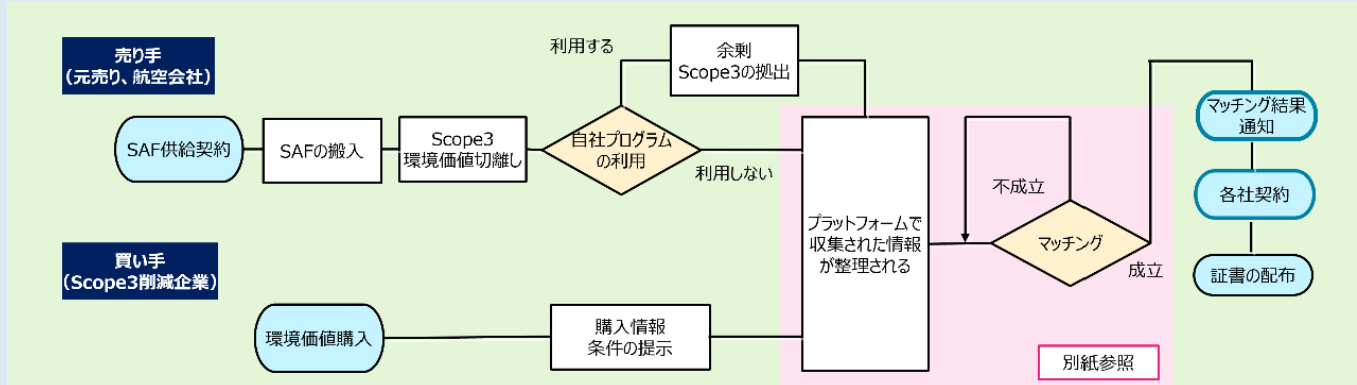 売り手
(元売り、航空会社)
SAF供給契約
SAFの搬入
Scope3
環境価値切離し
自社プログラム
の利用
利用する
利用しない
余剰
Scope3の拠出
買い手
(Scope3削減企業)
環境価値購入
購入情報
条件の提示
プラットフォームで
収集された情報
が整理される
不成立
マッチング
成立
マッチング結果
通知
各社契約
証書の配布
別紙参照